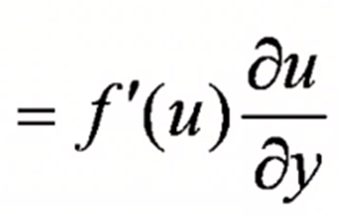 = f'(u) ∂u/∂y